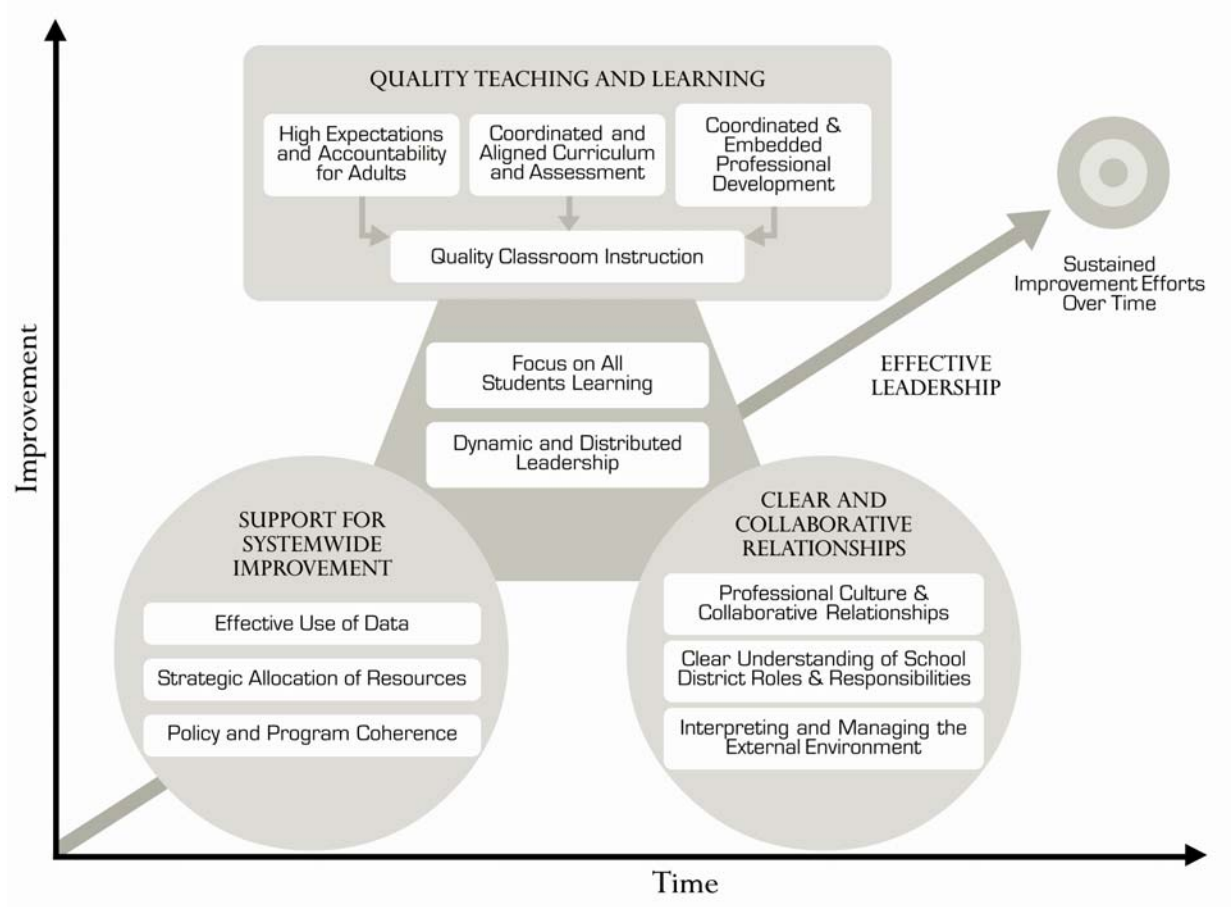 QUALITY TEACHING AND LEARNING
High Expectations
and Accountability
for Adults
Coordinated and
Aligned Curriculum
and Assessment
Coordinated &
Embedded
Professional
Development
Quality Classroom Instruction
Sustained
Improvement Efforts
Over Time
Focus on All
Students Learning
EFFECTIVE
LEADERSHIP
Dynamic and Distributed
Leadership
SUPPORT FOR
SYSTEMWIDE
IMPROVEMENT
Effective Use of Data
Strategic Allocation of Resources
Policy and Program Coherence
CLEAR AND
COLLABORATIVE
RELATIONSHIPS
Professional Culture &
Collaborative Relationships
Clear Understanding of School
District Roles & Responsibilities
Interpreting and Managing the
External Environment
Improvement
Time